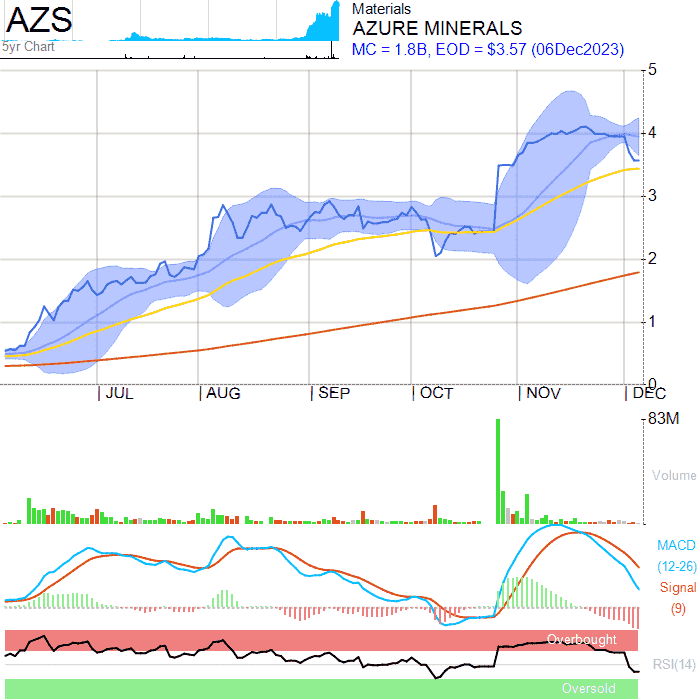 AZS
5yr Chart
Materials
AZURE MINERALS
MC = 1.8B, EOD = $3.57 (06Dec2023)
5
4
3
2
1
0
JUL
AUG
SEP
OCT
NOV
DEC
83M
Volume
MACD
(12-26)
Signal
(9)
Overbought
RSI(14)
Oversold